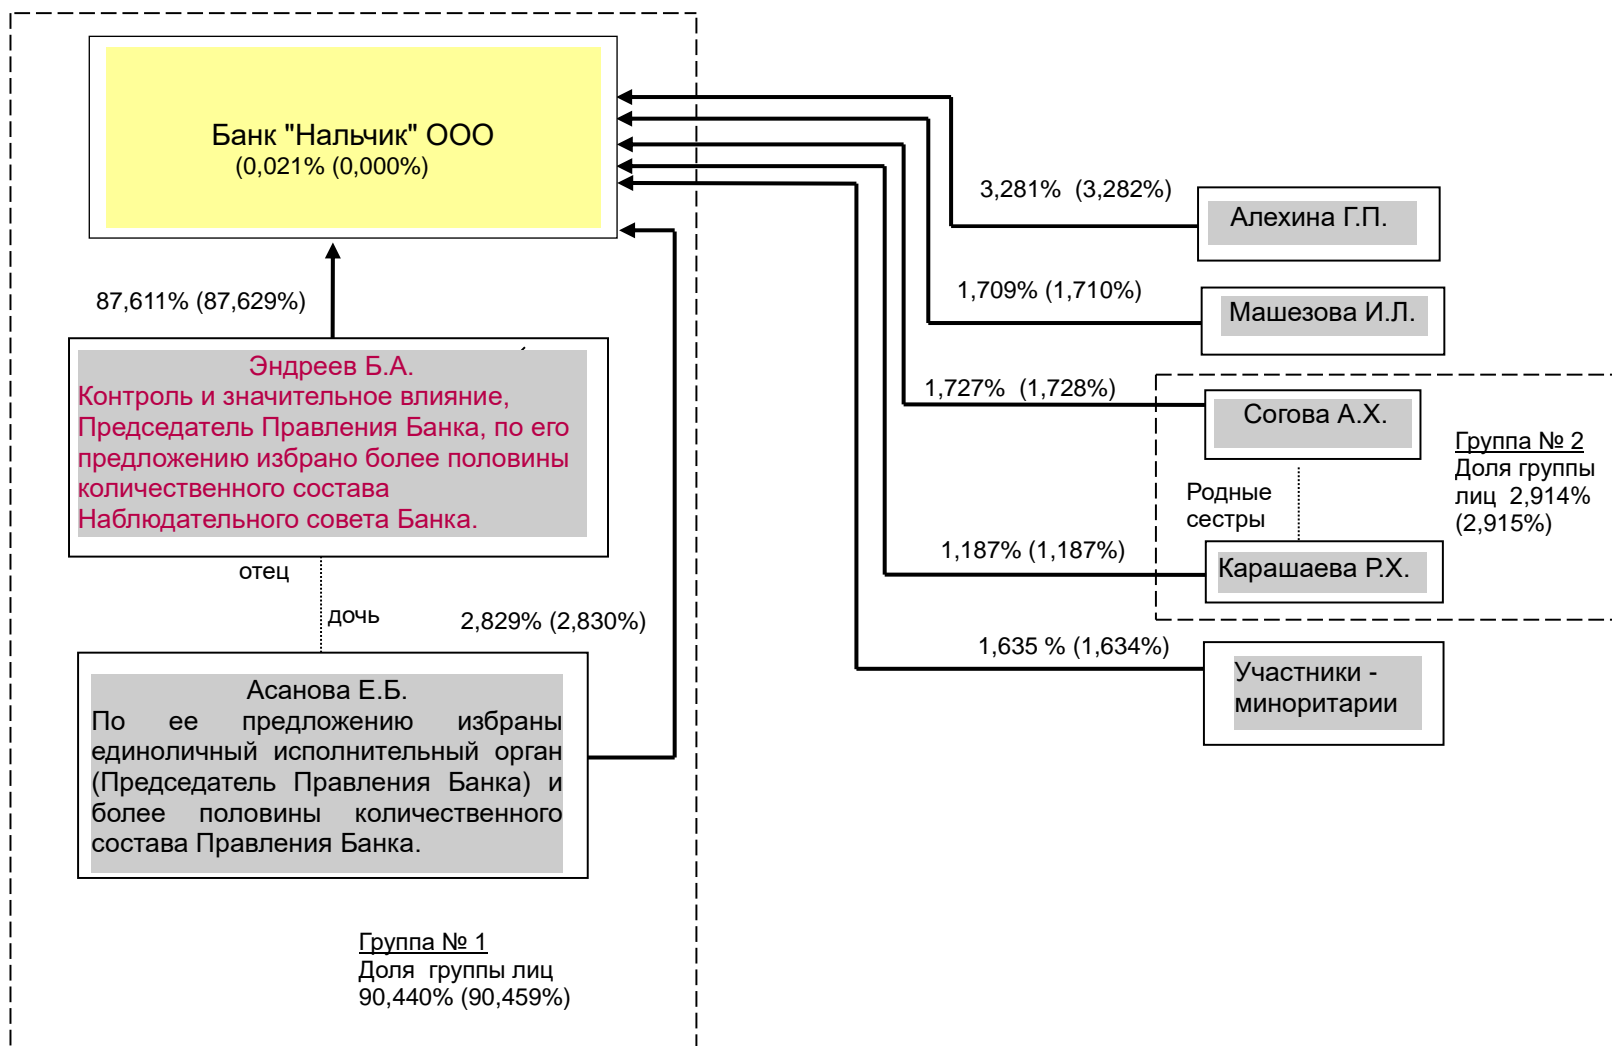 Банк "Нальчик" ООО
(0,021% (0,000%)
87,611% (87,629%)
Эндреев Б.А.
Контроль и значительное влияние,
Председатель Правления Банка, по его
предложению избрано более половины
количественного состава
Наблюдательного совета Банка.
отец
дочь
2,829% (2,830%)
Асанова Е.Б.
По ее предложению избраны
единоличный исполнительный орган
(Председатель Правления Банка) и
более половины количественного
состава Правления Банка.
Группа № 1
Доля группы лиц
90,440% (90,459%)
3,281% (3,282%)
Алехина Г.П.
1,709% (1,710%)
Машезова И.Л.
1,727% (1,728%)
Согова А.Х.
Родные
сестры
Группа № 2
Доля группы
лиц 2,914%
(2,915%)
1,187% (1,187%)
Карашаева Р.Х.
1,635 % (1,634%)
Участники -
миноритарии